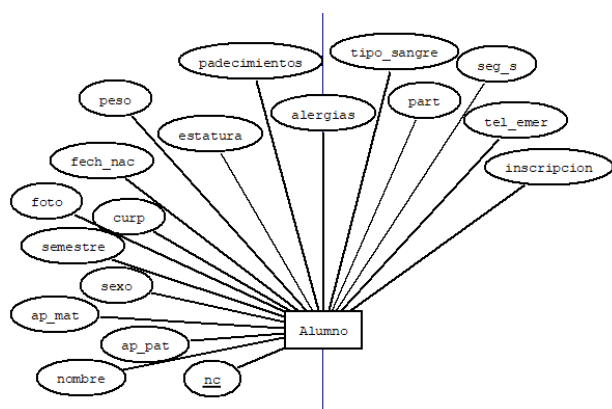 tipo_sangre
padecimientos
seg_s
peso
part
alergias
tel_emer
estatura
fech_nac
inscripcion
foto
curp
semestre
sexo
ap_mat
Alumno
ap_pat
nombre
nc